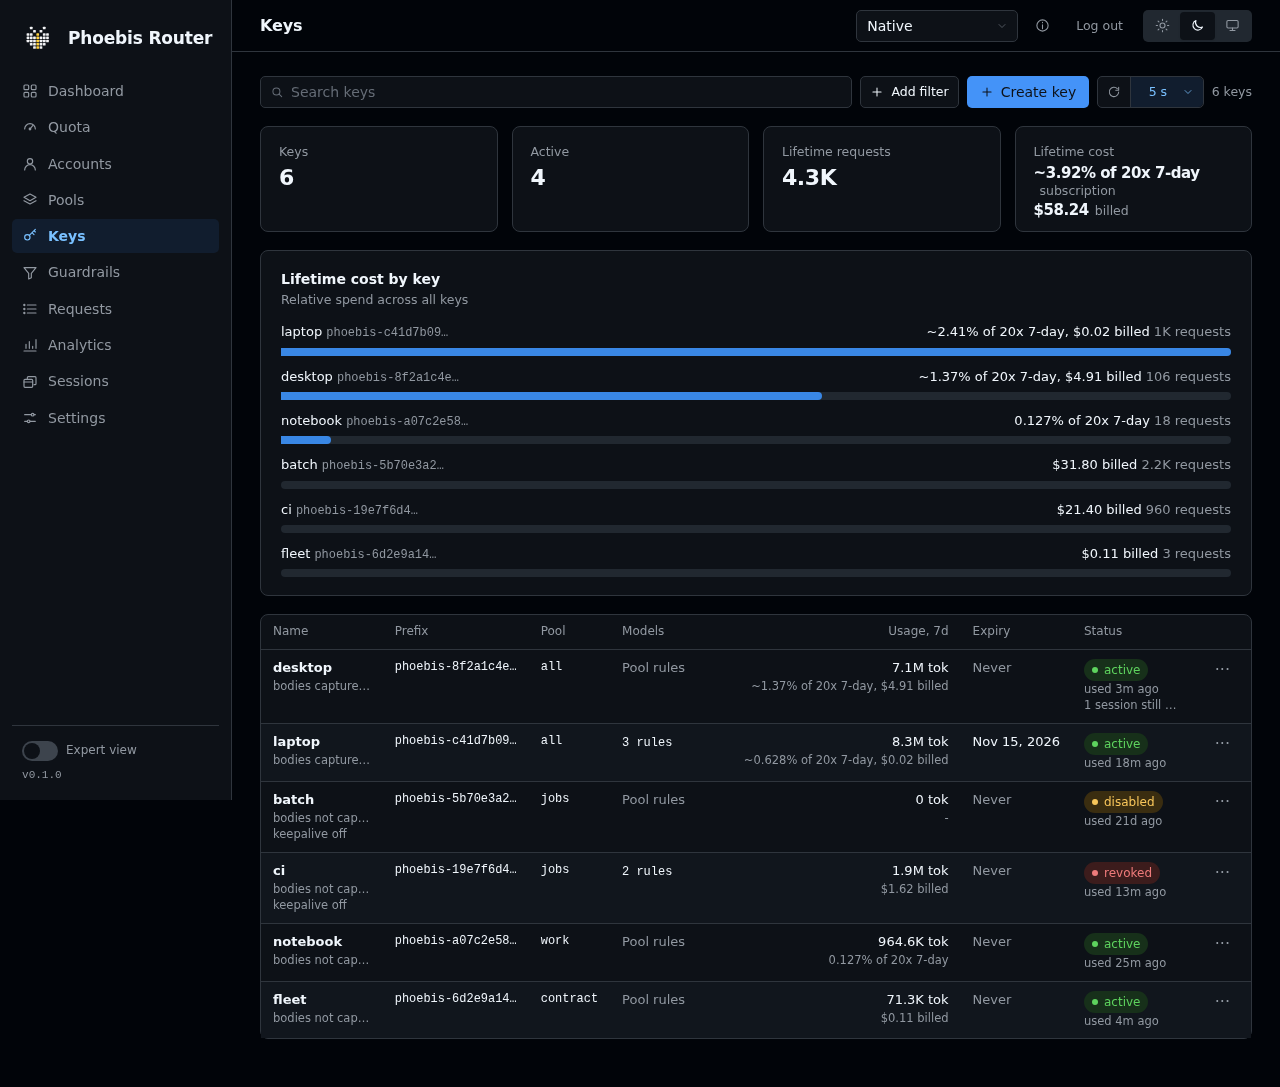 Phoebis Router
Keys
Native
Log out
Dashboard
Quota
Accounts
Pools
Keys
Guardrails
Requests
Analytics
Sessions
Settings
Expert view
v0.1.0
Search keys
Add filter
Create key
5 s
6 keys
Keys
6
Active
4
Lifetime requests
4.3K
Lifetime cost
~3.92% of 20x 7-day
subscription
$58.24 billed
Lifetime cost by key
Relative spend across all keys
laptop phoebis-c41d7b09… ~2.41% of 20x 7-day, $0.02 billed 1K requests
desktop phoebis-8f2a1c4e… ~1.37% of 20x 7-day, $4.91 billed 106 requests
notebook phoebis-a07c2e58… 0.127% of 20x 7-day 18 requests
batch phoebis-5b70e3a2… $31.80 billed 2.2K requests
ci phoebis-19e7f6d4… $21.40 billed 960 requests
fleet phoebis-6d2e9a14… $0.11 billed 3 requests
Name Prefix Pool Models Usage, 7d Expiry Status
desktop phoebis-8f2a1c4e… all Pool rules 7.1M tok Never active
bodies capture… ~1.37% of 20x 7-day, $4.91 billed used 3m ago
1 session still …
laptop phoebis-c41d7b09… all 3 rules 8.3M tok Nov 15, 2026 active
bodies capture… ~0.628% of 20x 7-day, $0.02 billed used 18m ago
batch phoebis-5b70e3a2… jobs Pool rules 0 tok Never disabled
bodies not cap… - used 21d ago
keepalive off
ci phoebis-19e7f6d4… jobs 2 rules 1.9M tok Never revoked
bodies not cap… $1.62 billed used 13m ago
keepalive off
notebook phoebis-a07c2e58… work Pool rules 964.6K tok Never active
bodies not cap… 0.127% of 20x 7-day used 25m ago
fleet phoebis-6d2e9a14… contract Pool rules 71.3K tok Never active
bodies not cap… $0.11 billed used 4m ago